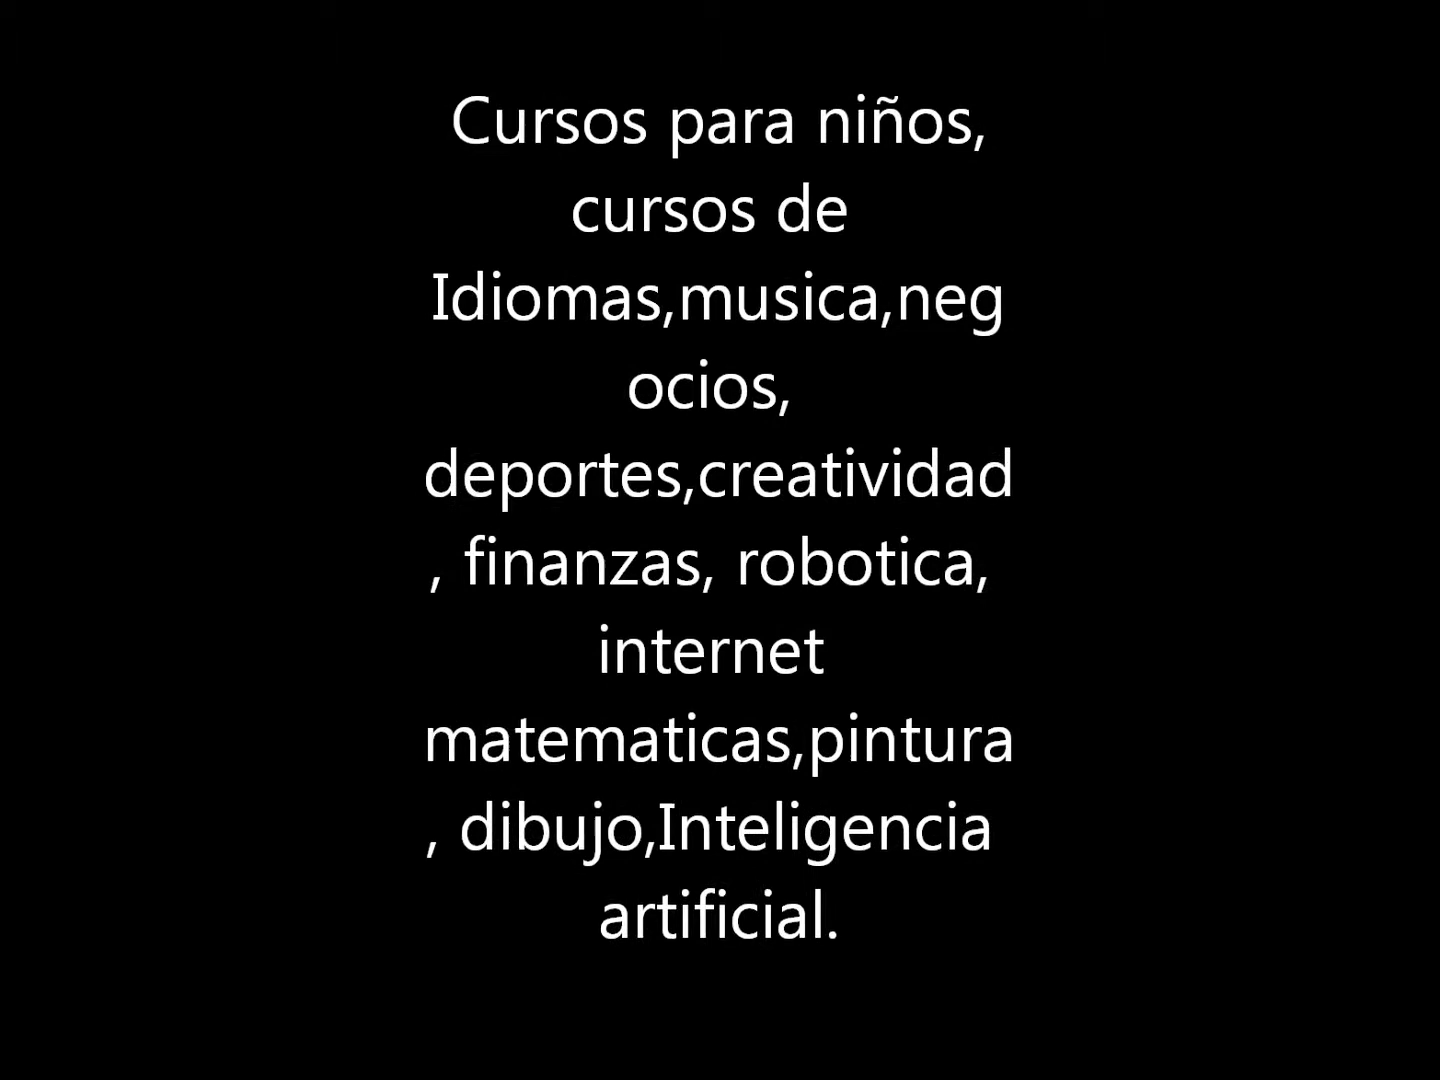 Cursos para niños,
cursos de
Idiomas,musica,neg
ocios,
deportes,creatividad
, finanzas, robotica,
internet
matematicas,pintura
, dibujo,Inteligencia
artificial.